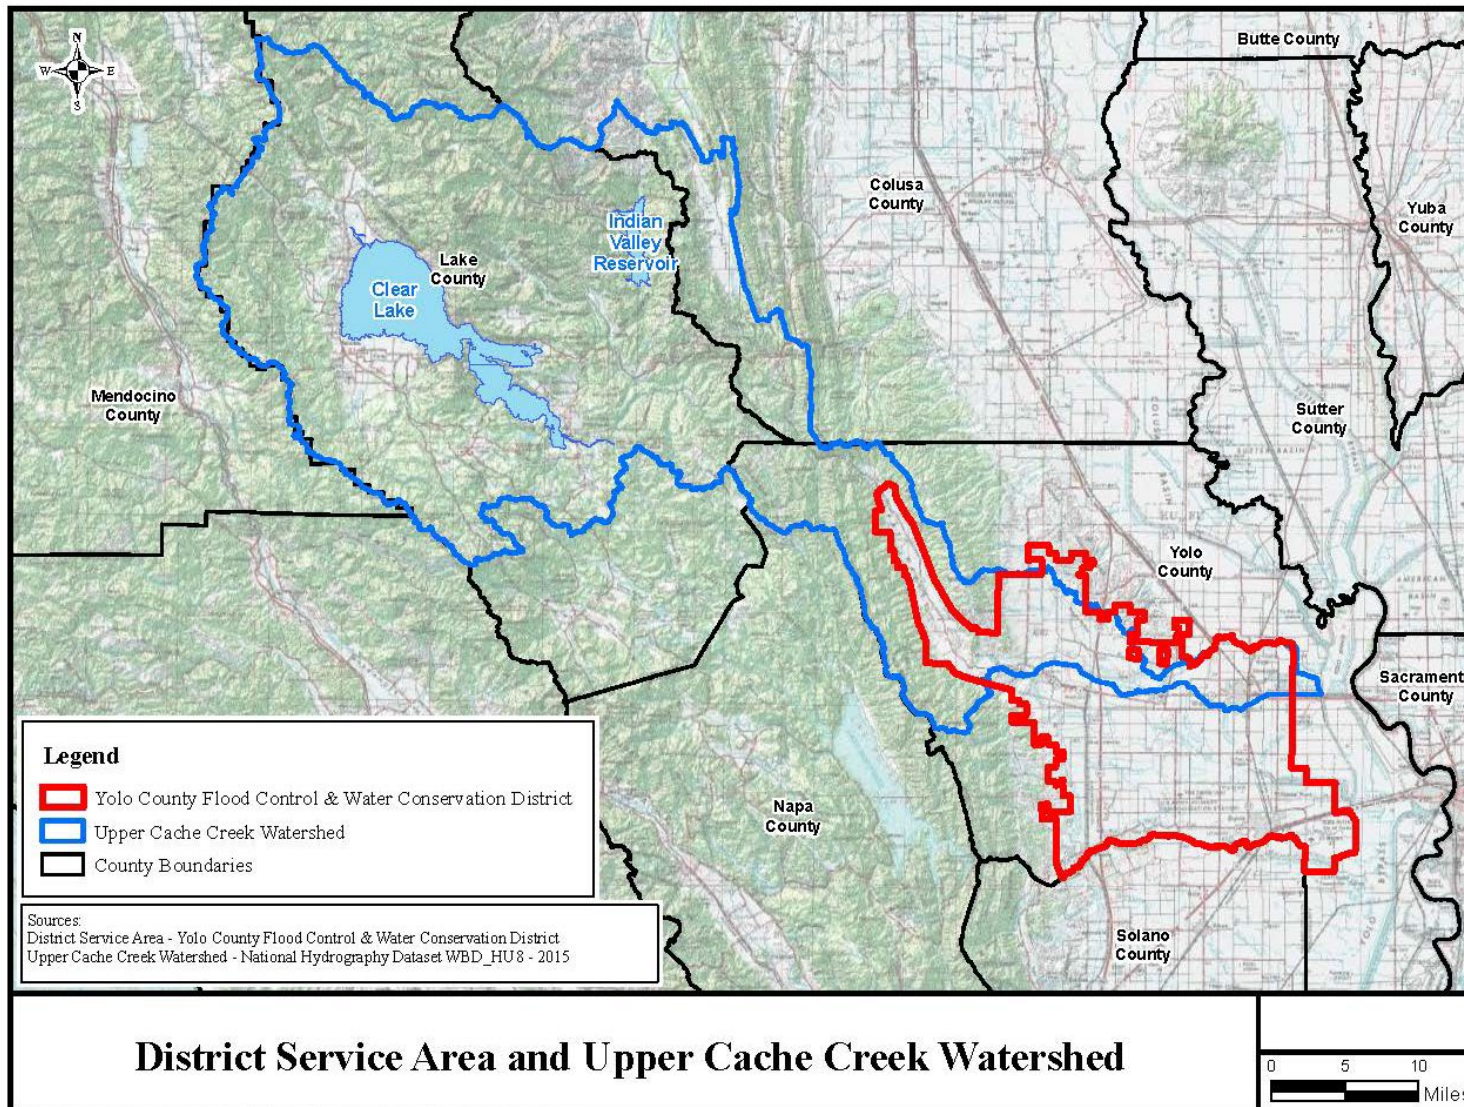 N
W E
S
Butte County
Colusa
County
Yuba
County
Indian
Valley
Reservoir
Lake
County
Clear
Lake
Mendocino
County
Sutter
County
Yolo
County
Sacrament
County
Napa
County
Solano
County
Legend
Yolo County Flood Control & Water Conservation District
Upper Cache Creek Watershed
County Boundaries
Sources:
District Service Area - Yolo County Flood Control & Water Conservation District
Upper Cache Creek Watershed - National Hydrography Dataset WBD_HU8 - 2015
District Service Area and Upper Cache Creek Watershed
0 5 10
Miles